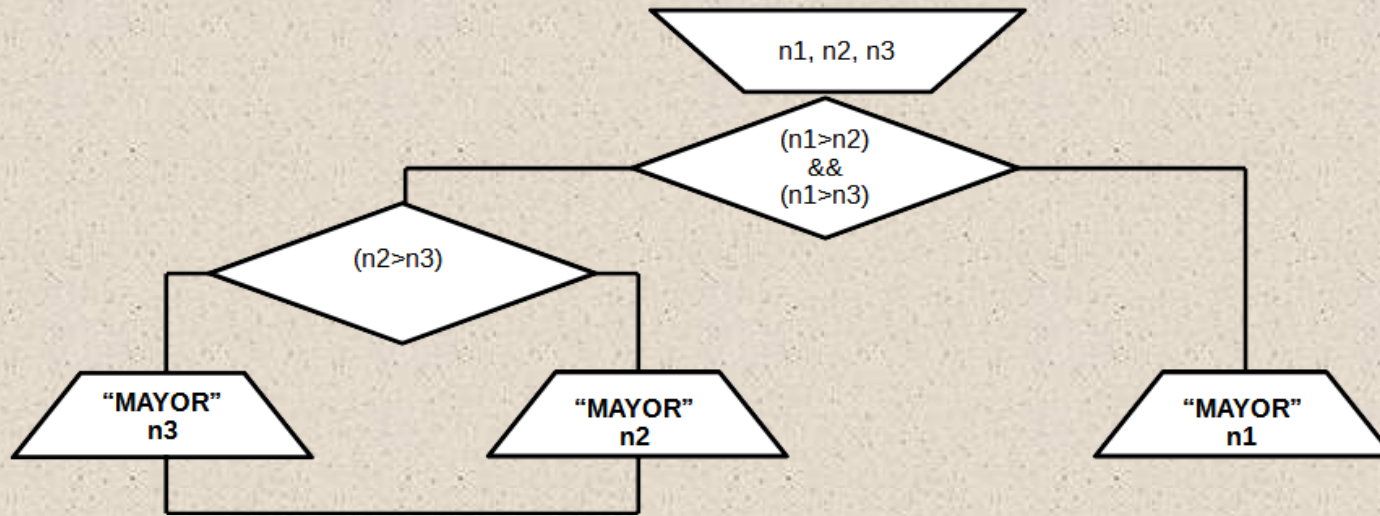 n1, n2, n3
(n1>n2)
&&
(n1>n3)
(n2>n3)
“MAYOR”
n3
“MAYOR”
n2
“MAYOR”
n1